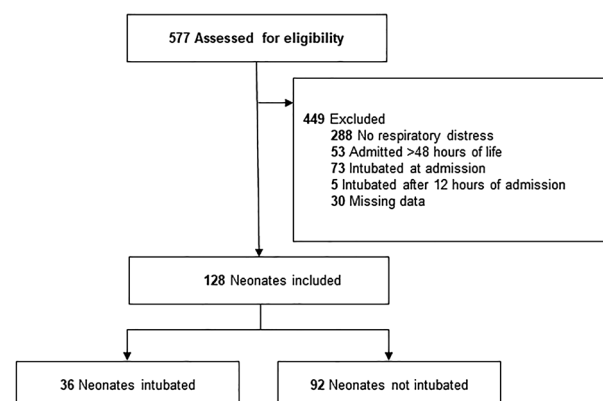 577 Assessed for eligibility
449 Excluded
288 No respiratory distress
53 Admitted >48 hours of life
73 Intubated at admission
5 Intubated after 12 hours of admission
30 Missing data
128 Neonates included
36 Neonates intubated
92 Neonates not intubated